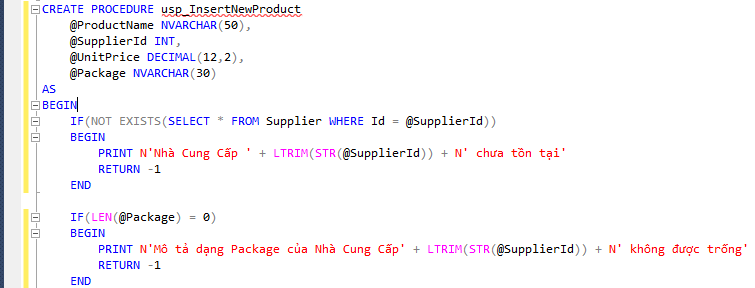 CREATE PROCEDURE usp_InsertNewProduct
@ProductName NVARCHAR(50),
@SupplierId INT,
@UnitPrice DECIMAL(12,2),
@Package NVARCHAR(30)
AS
BEGIN
IF(NOT EXISTS(SELECT * FROM Supplier WHERE Id = @SupplierId))
BEGIN
PRINT N'Nhà Cung Cấp ' + LTRIM(STR(@SupplierId)) + N' chưa tồn tại'
RETURN -1
END
IF(LEN(@Package) = 0)
BEGIN
PRINT N'Mô tả dạng Package của Nhà Cung Cấp' + LTRIM(STR(@SupplierId)) + N' không được trống'
RETURN -1
END